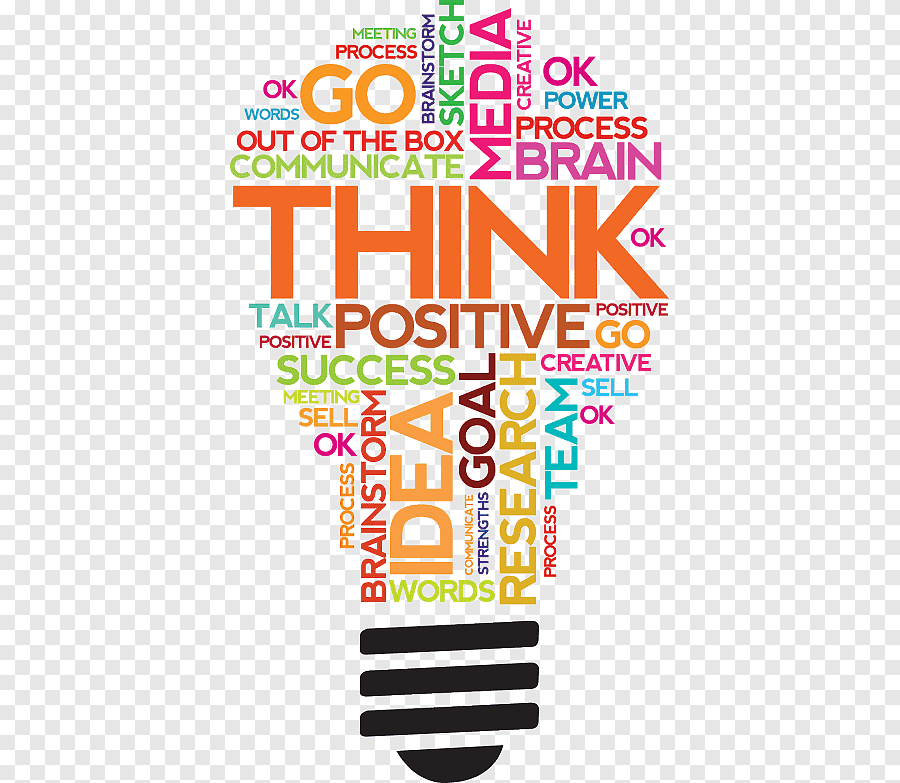 MEETING
PROCESS
BRAINSTORM
SKETCH
MEDIA
CREATIVE
OK
GO
OK
WORDS
POWER
OUT OF THE BOX
PROCESS
COMMUNICATE
BRAIN
THINK
OK
TALK
POSITIVE
POSITIVE
POSITIVE
GO
SUCCESS
GOAL
RESEARCH
CREATIVE
MEETING
SELL
TEAM
SELL
OK
OK
BRAINSTORM
IDEA
PROCESS
COMMUNICATE
STRENGTHS
PROCESS
WORDS